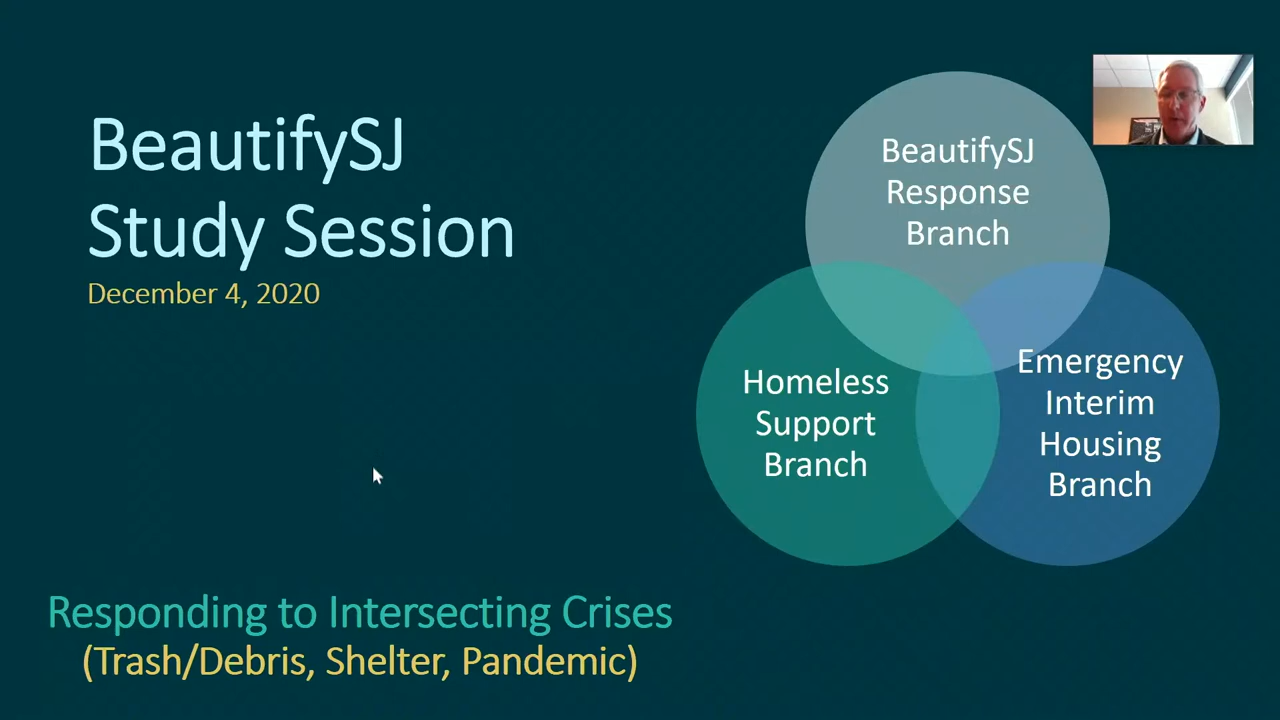 BeautifySJ
Study Session
December 4, 2020
BeautifySJ
Response
Branch
Homeless
Support
Branch
Emergency
Interim
Housing
Branch
Responding to Intersecting Crises
(Trash/Debris, Shelter, Pandemic)